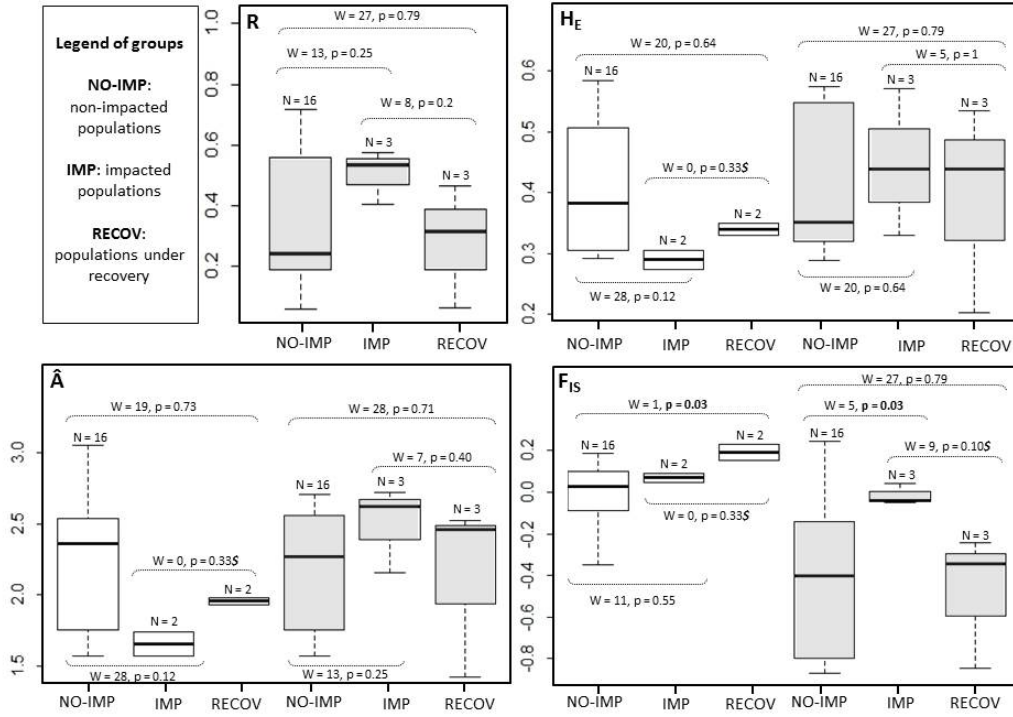 Legend of groups
NO-IMP:
non-impacted
populations
IMP: impacted
populations
RECOV:
populations under
recovery
R
W = 27, p = 0.79
W = 13, p = 0.25
W = 8, p = 0.2
N = 16
N = 3
N = 3
1.0
0.8
0.6
0.4
0.2
NO-IMP IMP RECOV
HE
W = 27, p = 0.79
W = 20, p = 0.64
W = 5, p = 1
N = 16
N = 16
N = 3
N = 3
W = 0, p = 0.33$
N = 2
N = 2
W = 28, p = 0.12
W = 20, p = 0.64
0.6
0.5
0.4
0.3
0.2
NO-IMP IMP RECOV NO-IMP IMP RECOV
Â
W = 19, p = 0.73
W = 28, p = 0.71
N = 16
W = 7, p = 0.40
N = 16
N = 3
N = 3
W = 0, p = 0.33$
N = 2
N = 2
W = 28, p = 0.12
W = 13, p = 0.25
3.0
2.5
2.0
1.5
NO-IMP IMP RECOV NO-IMP IMP RECOV
FIS
W = 27, p = 0.79
W = 1, p = 0.03
W = 5, p = 0.03
N = 16
N = 2
N = 16
W = 9, p = 0.10$
N = 2
N = 3
W = 0, p = 0.33$
N = 3
W = 11, p = 0.55
0.2
0.0
-0.2
-0.4
-0.6
-0.8
NO-IMP IMP RECOV NO-IMP IMP RECOV